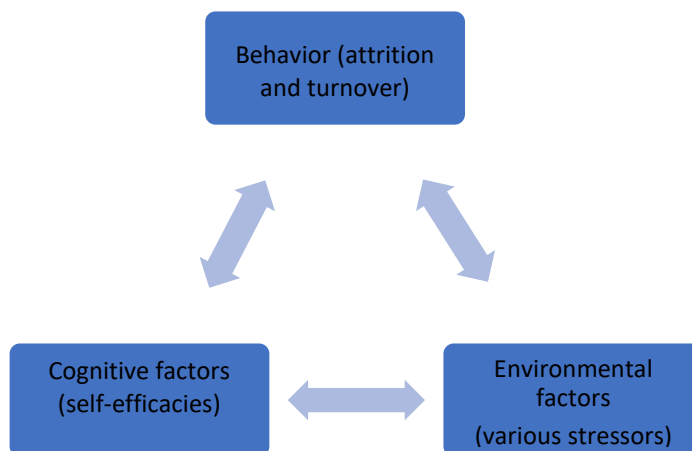 Behavior (attrition
and turnover)
Cognitive factors
(self-efficacies)
Environmental
factors
(various stressors)